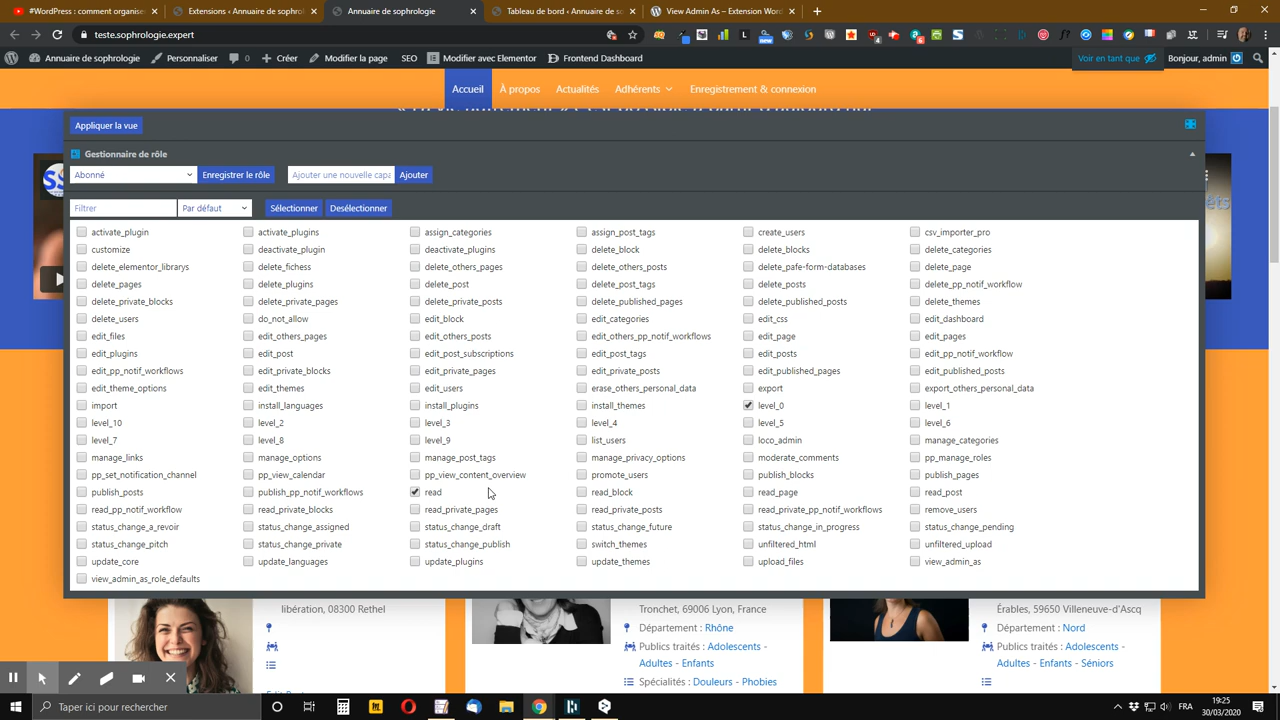 #WordPress : Les
Extensions
Annuaire de sophrologie.
Tableau de bord
View Admin As – WordPress
teste.sophrologie.expert
Annuaire de sophrologie
Personnaliser
0
Créer
Modifier la page
SEO
Modifier avec Elementor
Frontend Dashboard
Voir en tant que
Bonjour, admin
Accueil
À propos
Actualités
Adhérents
Enregistrement & connexion
Appliquer la vue
Gestionnaire de rôle
Abonné
Enregistrer le rôle
Ajouter une nouvelle capa
Ajouter
Filtrer
Par défaut
Sélectionner
Desélectionner
activate_plugin activate_plugins assign_categories assign_post_tags create_users csv_importer_pro
customize deactivate_plugin deactivate_plugins delete_block delete_blocks delete_categories
delete_elementor_librarys delete_fichess delete_others_pages delete_others_posts delete_pafe-form-databases delete_page
delete_pages delete_plugins delete_post delete_post_tags delete_posts delete_pp_notif_workflow
delete_private_blocks delete_private_pages delete_private_posts delete_published_pages delete_published_posts delete_themes
delete_users do_not_allow edit_block edit_categories edit_css edit_dashboard
edit_files edit_others_pages edit_others_posts edit_others_pp_notif_workflows edit_page edit_pages
edit_plugins edit_post edit_post_subscriptions edit_post_tags edit_posts edit_pp_notif_workflow
edit_pp_notif_workflows edit_private_blocks edit_private_pages edit_private_posts edit_published_pages edit_published_posts
edit_theme_options edit_themes edit_users erase_others_personal_data export export_others_personal_data
import install_languages install_plugins install_themes level_0 level_1
level_10 level_2 level_3 level_4 level_5 level_6
level_7 level_8 level_9 list_users loco_admin manage_categories
manage_links manage_options manage_post_tags manage_privacy_options moderate_comments pp_manage_roles
pp_set_notification_channel pp_view_calendar pp_view_content_overview promote_users publish_blocks publish_pages
publish_posts publish_pp_notif_workflows read read_block read_page read_post
read_pp_notif_workflow read_private_blocks read_private_pages read_private_posts read_private_pp_notif_workflows remove_users
status_change_a_revoir status_change_assigned status_change_draft status_change_future status_change_in_progress status_change_pending
status_change_pitch status_change_private status_change_publish switch_themes unfiltered_html unfiltered_upload
update_core update_languages update_plugins update_themes upload_files view_admin_as
view_admin_as_role_defaults
libération, 08300 Rethel
Tronchet, 69006 Lyon, France
Département : Rhône
Publics traités : Adolescents -
Adultes - Enfants
Spécialités : Douleurs - Phobies
Érables, 59650 Villeneuve-d'Ascq
Département : Nord
Publics traités : Adolescents -
Adultes - Enfants - Séniors
Taper ici pour rechercher
FRA
19:25
30/03/2020